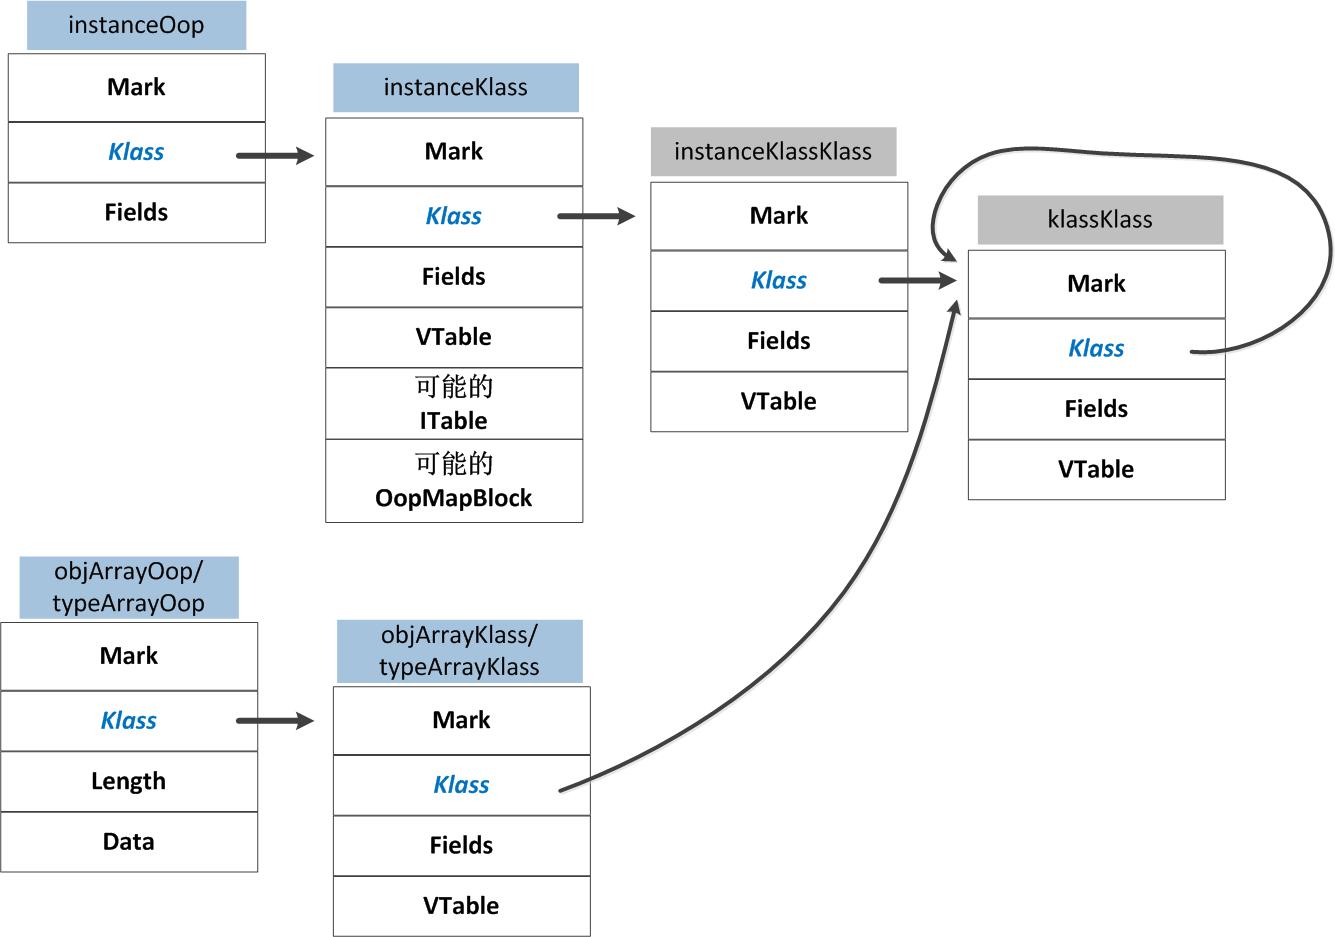 instanceOop
Mark
Klass
Fields
instanceKlass
Mark
Klass
Fields
VTable
可能的
ITable
可能的
OopMapBlock
instanceKlassKlass
Mark
Klass
Fields
VTable
klassKlass
Mark
Klass
Fields
VTable
objArrayOop/
typeArrayOop
Mark
Klass
Length
Data
objArrayKlass/
typeArrayKlass
Mark
Klass
Fields
VTable